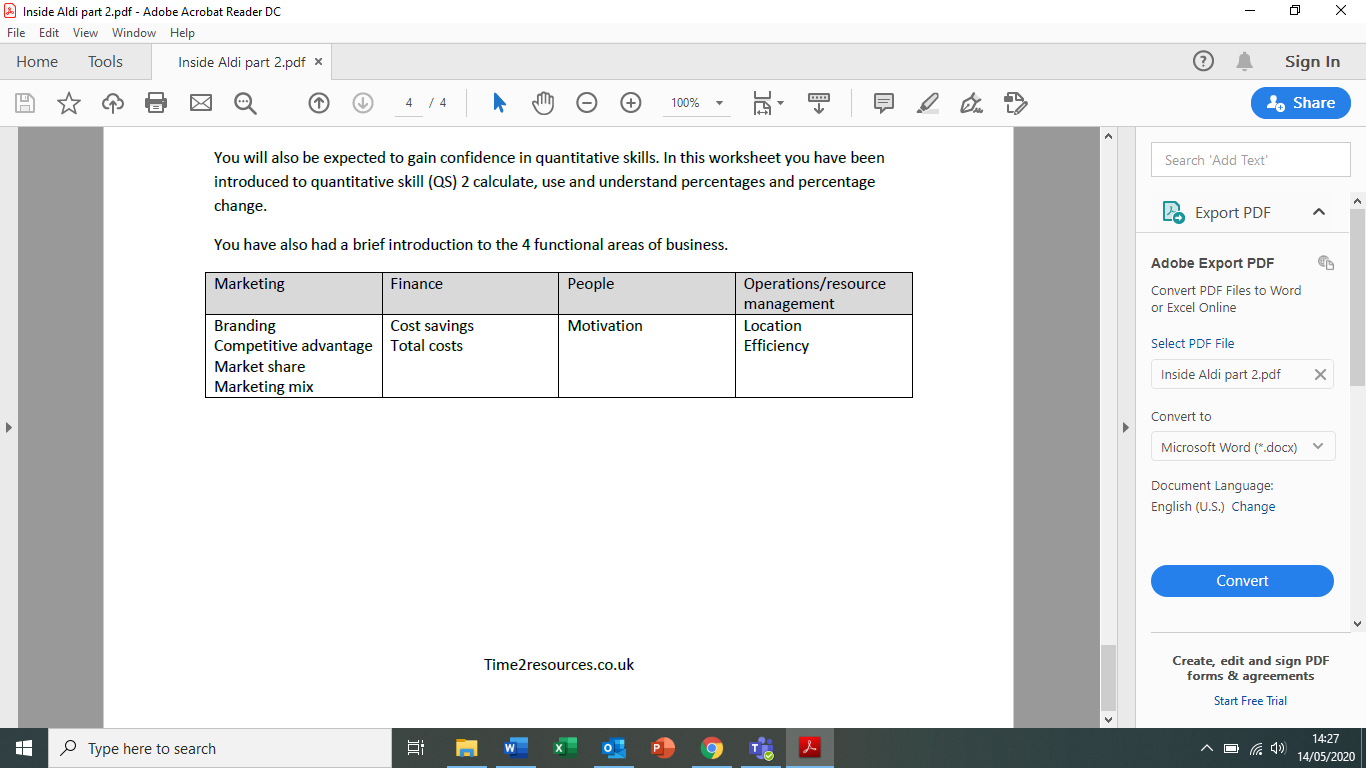 Inside Aldi part 2.pdf - Adobe Acrobat Reader DC
File Edit View Window Help
Home Tools Inside Aldi part 2.pdf × Sign In
4 / 4 100% Share
You will also be expected to gain confidence in quantitative skills. In this worksheet you have been
introduced to quantitative skill (QS) 2 calculate, use and understand percentages and percentage
change.
You have also had a brief introduction to the 4 functional areas of business.
Marketing Finance People Operations/resource
management
Branding Cost savings Motivation Location
Competitive advantage Total costs Efficiency
Market share
Marketing mix
Time2resources.co.uk
Search 'Add Text'
Export PDF
Adobe Export PDF
Convert PDF Files to Word
or Excel Online
Select PDF File
Inside Aldi part 2.pdf
Convert to
Microsoft Word (*.docx)
Document Language:
English (U.S.) Change
Convert
Create, edit and sign PDF
forms & agreements
Start Free Trial
Type here to search
14:27
14/05/2020